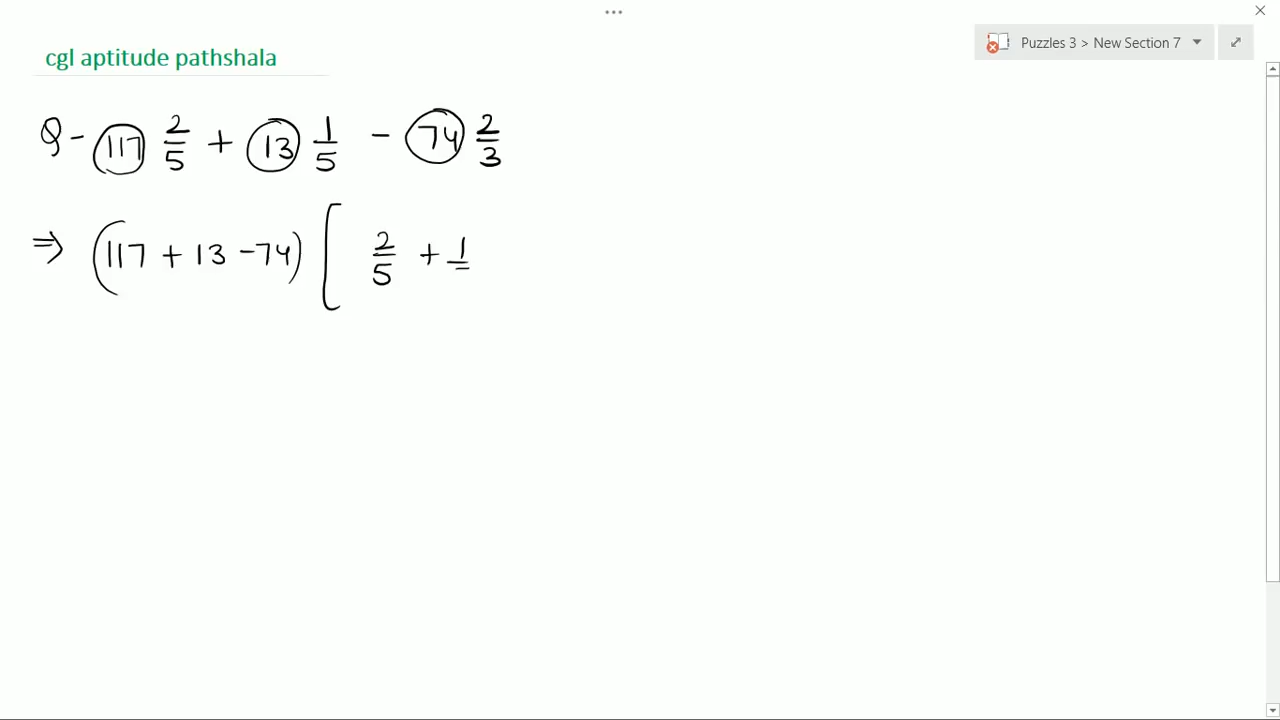 Puzzles 3 > New Section 7
cgl aptitude pathshala
Q - 117 2/5 + 13 1/5 - 74 2/3
⇒ (117 + 13 - 74) [ 2/5 + 1